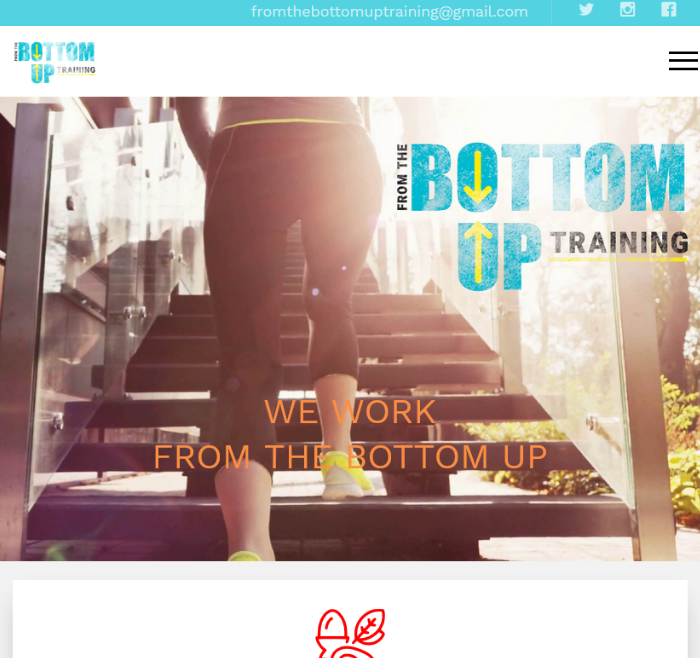 fromthebottomuptraining@gmail.com
FROM THE
BOTTOM
UP TRAINING
FROM THE
BOTTOM
UP TRAINING
WE WORK
FROM THE BOTTOM UP